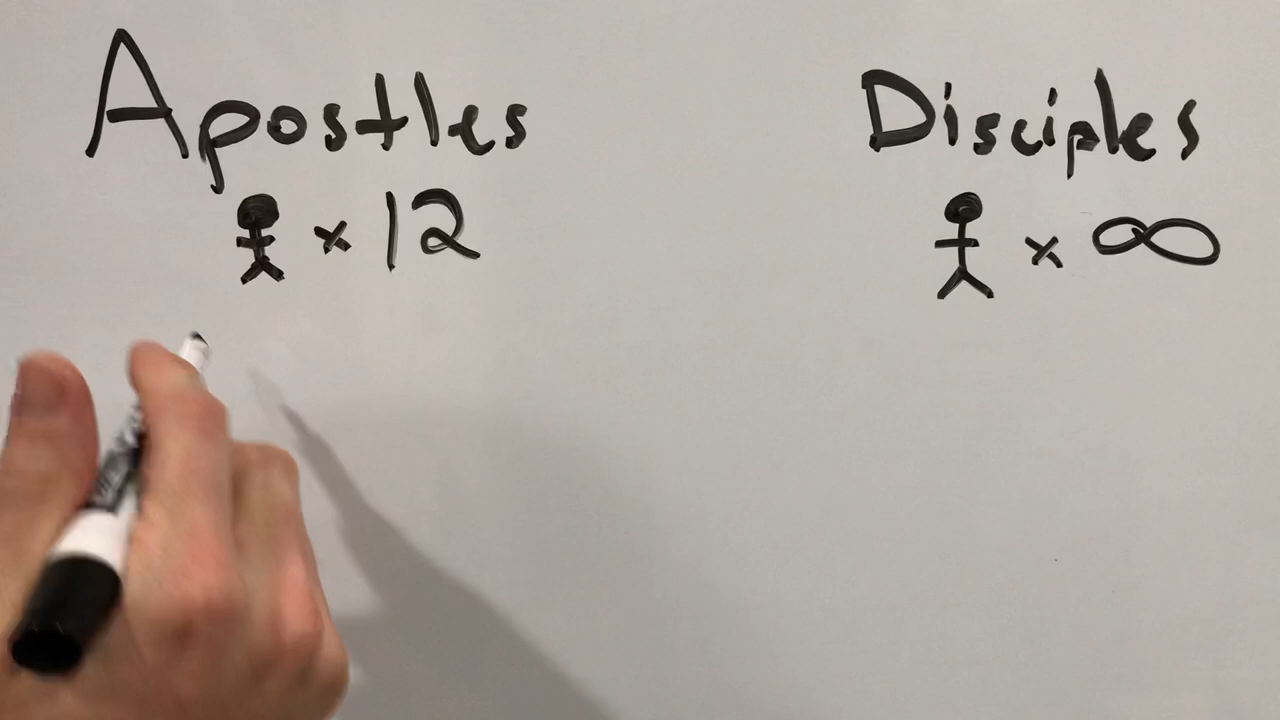 Apostles
x 12
Disciples
x ∞